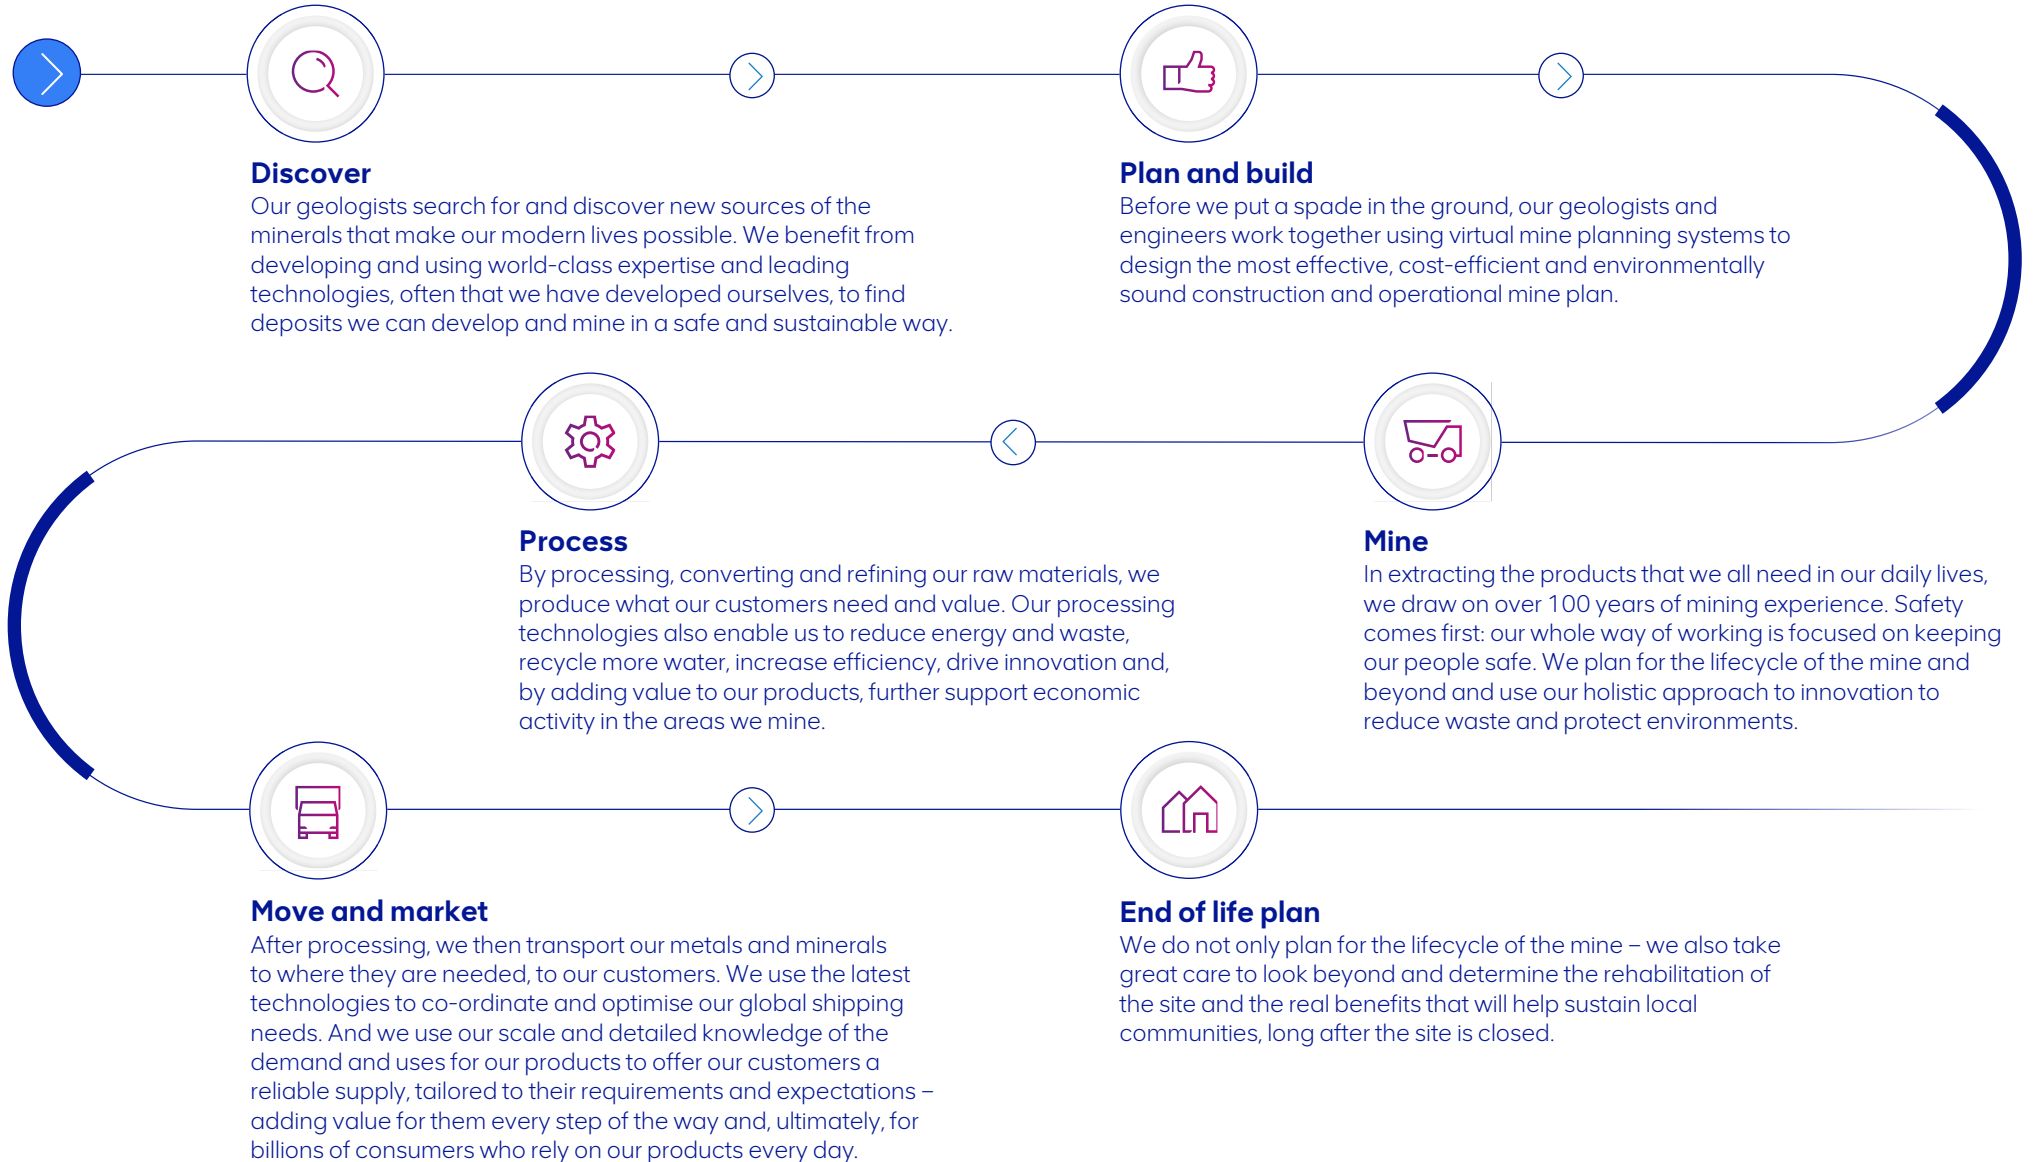 Discover
Our geologists search for and discover new sources of the
minerals that make our modern lives possible. We benefit from
developing and using world-class expertise and leading
technologies, often that we have developed ourselves, to find
deposits we can develop and mine in a safe and sustainable way.
Plan and build
Before we put a spade in the ground, our geologists and
engineers work together using virtual mine planning systems to
design the most effective, cost-efficient and environmentally
sound construction and operational mine plan.
Mine
In extracting the products that we all need in our daily lives,
we draw on over 100 years of mining experience. Safety
comes first: our whole way of working is focused on keeping
our people safe. We plan for the lifecycle of the mine and
beyond and use our holistic approach to innovation to
reduce waste and protect environments.
Process
By processing, converting and refining our raw materials, we
produce what our customers need and value. Our processing
technologies also enable us to reduce energy and waste,
recycle more water, increase efficiency, drive innovation and,
by adding value to our products, further support economic
activity in the areas we mine.
Move and market
After processing, we then transport our metals and minerals
to where they are needed, to our customers. We use the latest
technologies to co-ordinate and optimise our global shipping
needs. And we use our scale and detailed knowledge of the
demand and uses for our products to offer our customers a
reliable supply, tailored to their requirements and expectations –
adding value for them every step of the way and, ultimately, for
billions of consumers who rely on our products every day.
End of life plan
We do not only plan for the lifecycle of the mine – we also take
great care to look beyond and determine the rehabilitation of
the site and the real benefits that will help sustain local
communities, long after the site is closed.